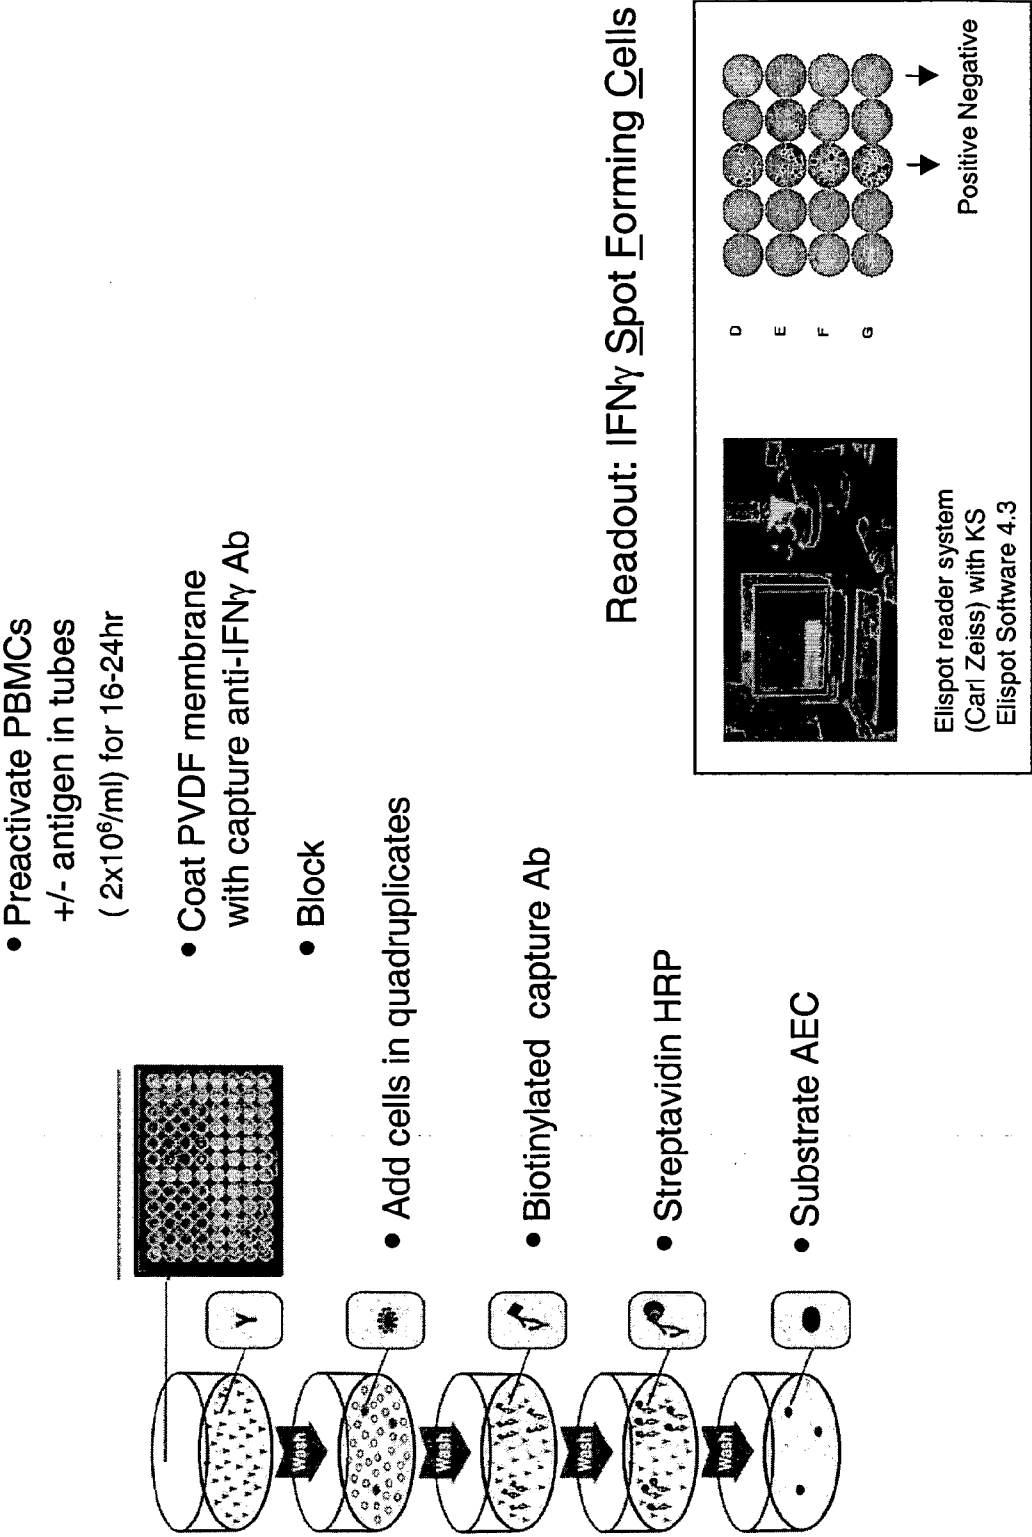 • Preactivate PBMCs
+/- antigen in tubes
( 2x10⁶/ml) for 16-24hr
• Coat PVDF membrane
with capture anti-IFNγ Ab
• Block
• Add cells in quadruplicates
• Biotinylated capture Ab
• Streptavidin HRP
• Substrate AEC
Wash
Wash
Wash
Wash
Readout: IFNγ Spot Forming Cells
D
E
F
G
Positive Negative
Elispot reader system
(Carl Zeiss) with KS
Elispot Software 4.3